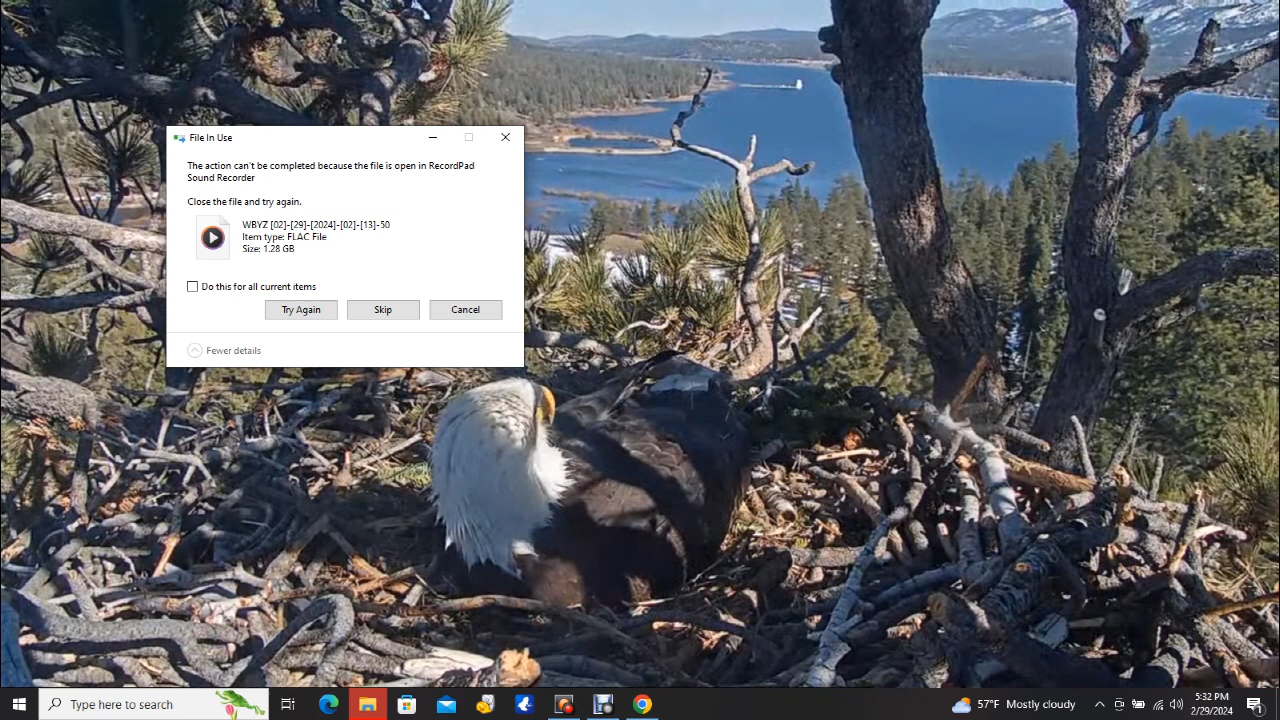 File In Use
The action can't be completed because the file is open in RecordPad
Sound Recorder
Close the file and try again.
WBYZ [02]-[29]-[2024]-[02]-[13]-50
Item type: FLAC File
Size: 1.28 GB
Do this for all current items
Try Again Skip Cancel
Fewer details
Type here to search
57°F Mostly cloudy
5:32 PM
2/29/2024
1